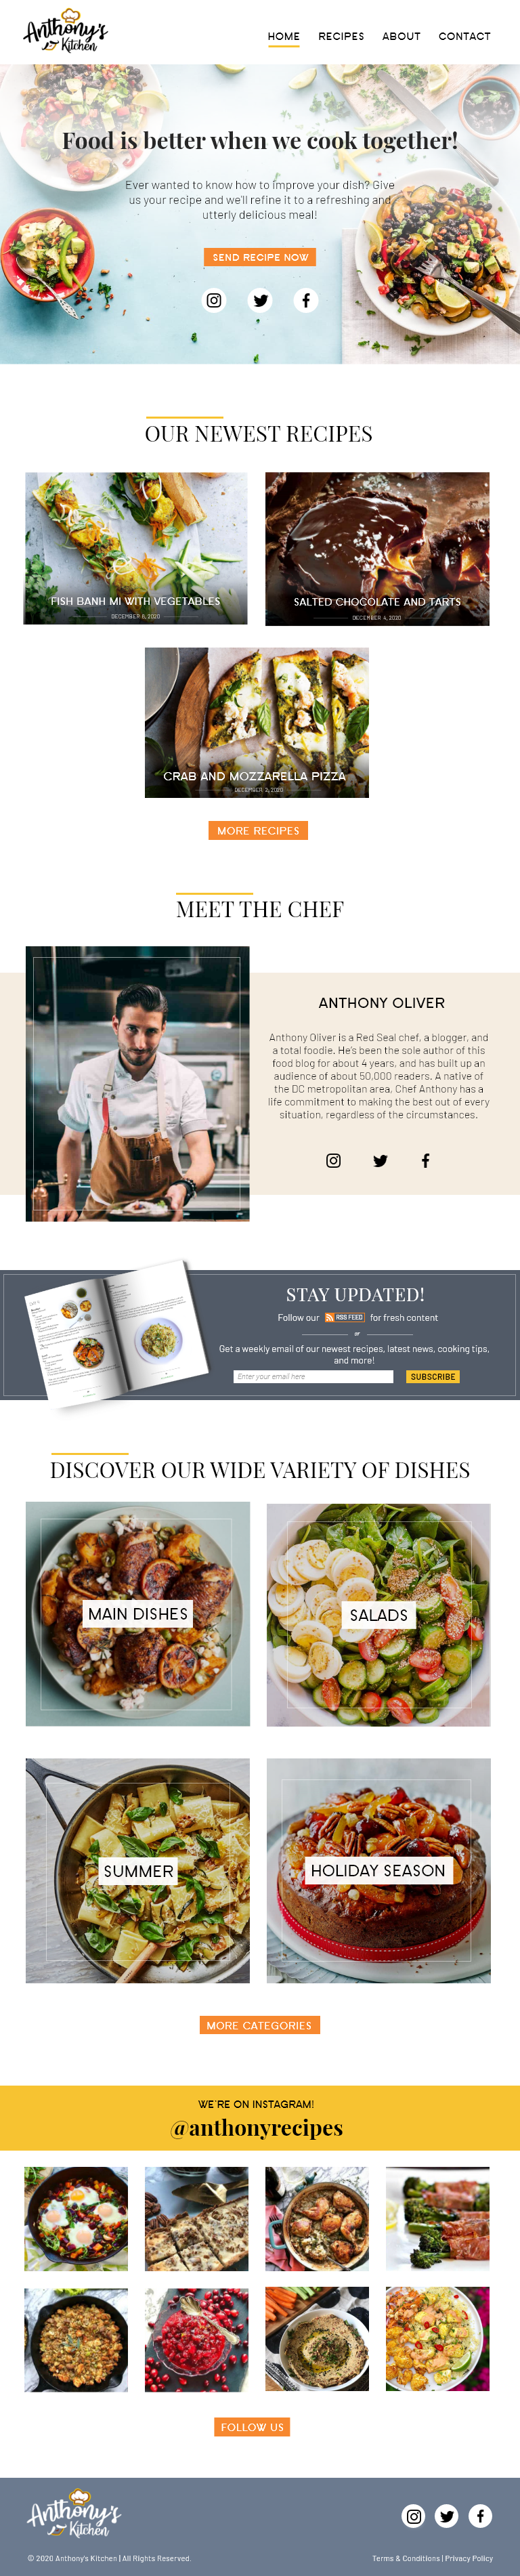 Anthony's
Kitchen
HOME RECIPES ABOUT CONTACT
Food is better when we cook together!
Ever wanted to know how to improve your dish? Give
us your recipe and we'll refine it to a refreshing and
utterly delicious meal!
SEND RECIPE NOW
OUR NEWEST RECIPES
FISH BANH MI WITH VEGETABLES
DECEMBER 6, 2020
SALTED CHOCOLATE AND TARTS
DECEMBER 4, 2020
CRAB AND MOZZARELLA PIZZA
DECEMBER 3, 2020
MORE RECIPES
MEET THE CHEF
ANTHONY OLIVER
Anthony Oliver is a Red Seal chef, a blogger, and
a total foodie. He's been the sole author of this
food blog for about 4 years, and has built up an
audience of about 50,000 readers. A native of
the DC metropolitan area, Chef Anthony has a
life commitment to making the best out of every
situation, regardless of the circumstances.
STAY UPDATED!
Follow our RSS FEED for fresh content
or
Get a weekly email of our newest recipes, latest news, cooking tips,
and more!
Enter your email here
SUBSCRIBE
DISCOVER OUR WIDE VARIETY OF DISHES
MAIN DISHES
SALADS
SUMMER
HOLIDAY SEASON
MORE CATEGORIES
WE'RE ON INSTAGRAM!
@anthonyrecipes
FOLLOW US
Anthony's
Kitchen
© 2020 Anthony's Kitchen | All Rights Reserved.
Terms & Conditions | Privacy Policy